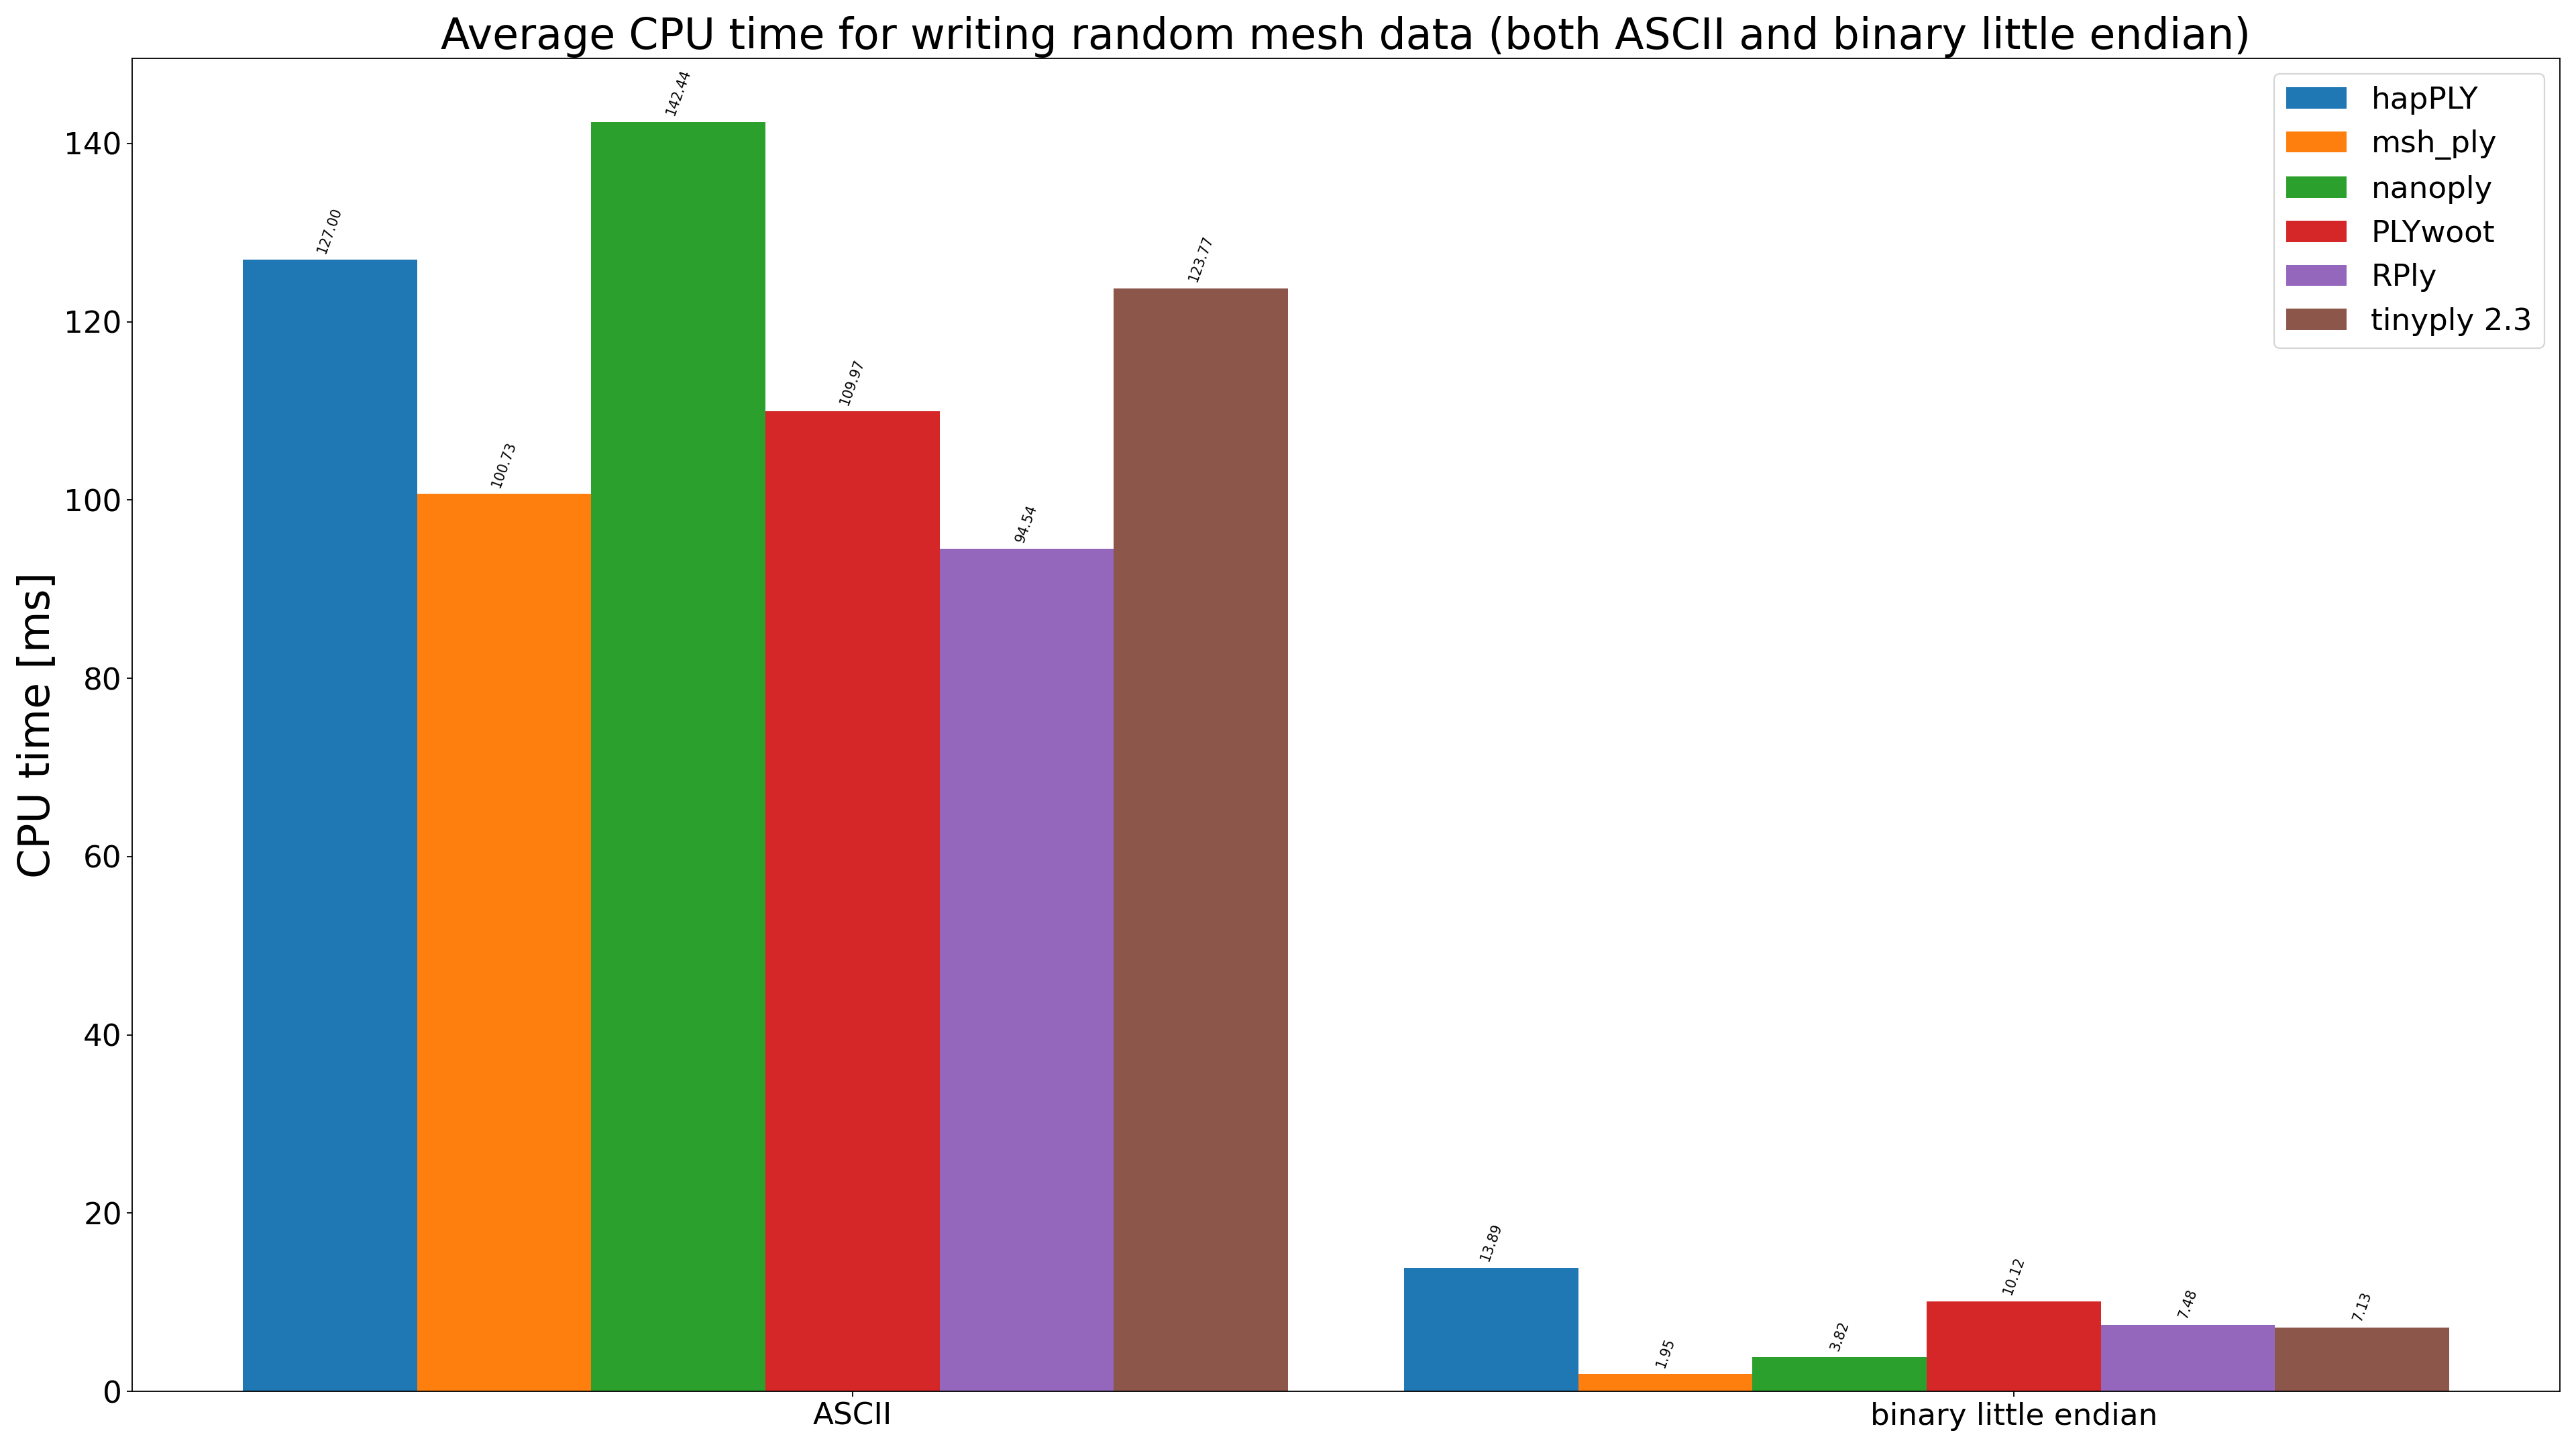 Average CPU time for writing random mesh data (both ASCII and binary little endian)
CPU time [ms]
140
120
100
80
60
40
20
0
127.00
100.73
142.44
109.97
94.54
123.77
13.89
1.95
3.82
10.12
7.48
7.13
ASCII
binary little endian
hapPLY
msh_ply
nanoply
PLYwoot
RPly
tinyply 2.3